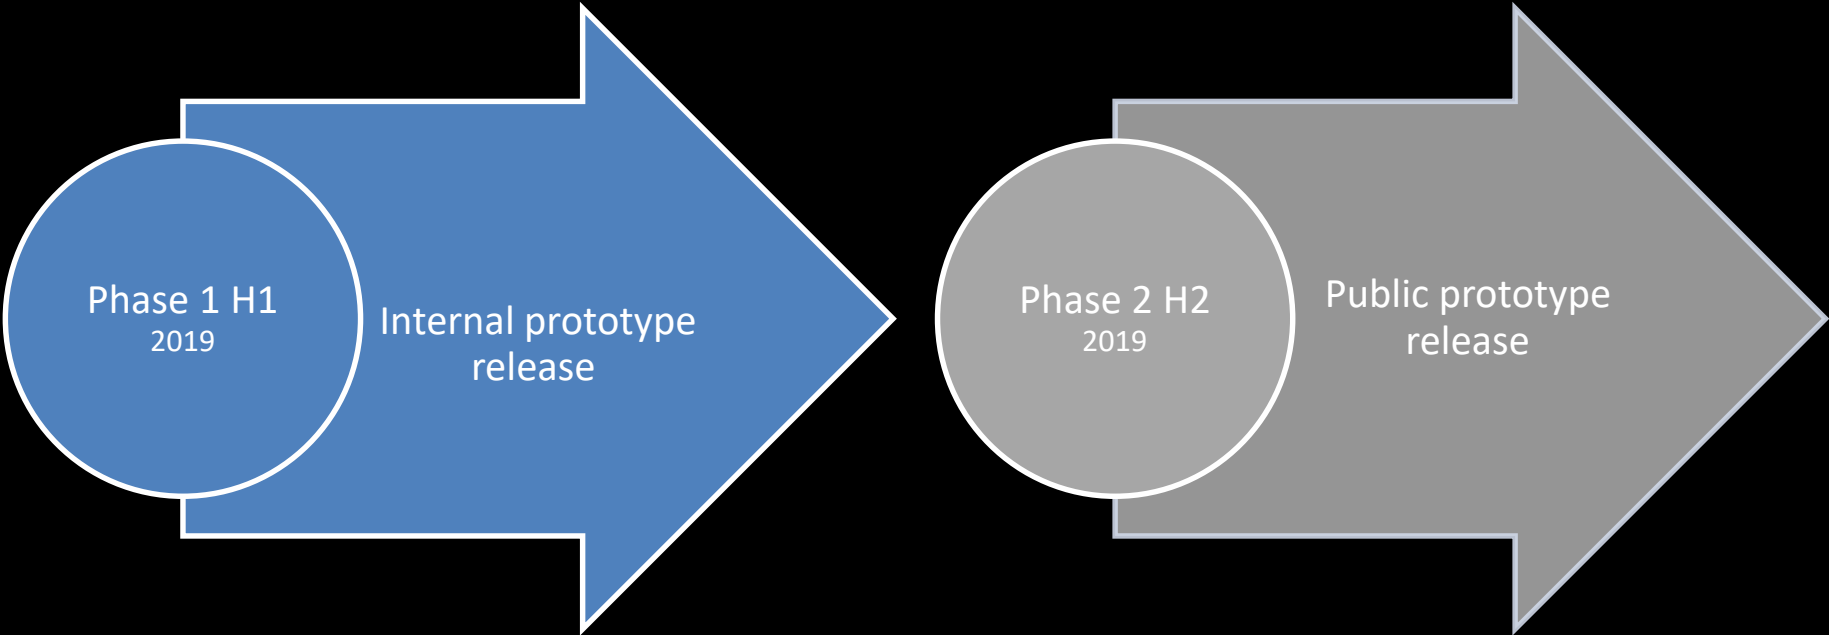 Phase 1 H1
2019
Internal prototype
release
Phase 2 H2
2019
Public prototype
release